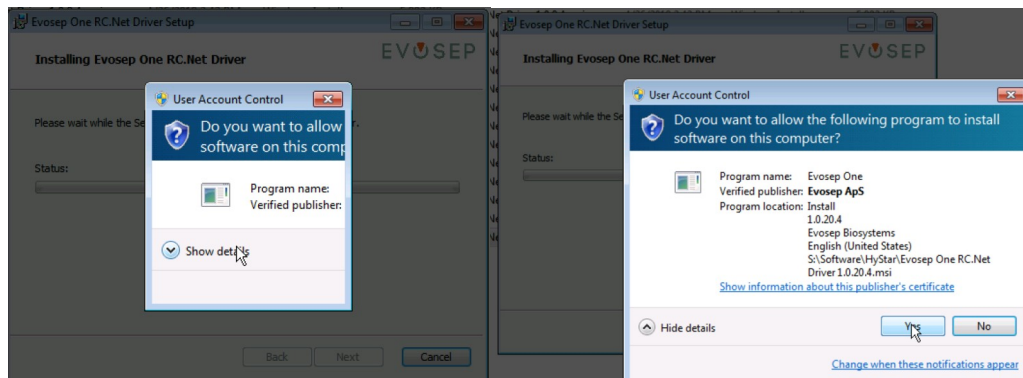 Evosep One RC.Net Driver Setup
Installing Evosep One RC.Net Driver
EVOSEP
User Account Control
Please wait while the Se
r.
Do you want to allow
software on this comp
Status:
Program name:
Verified publisher:
Show details
Back Next Cancel
Evosep One RC.Net Driver Setup
Installing Evosep One RC.Net Driver
EVOSEP
User Account Control
Please wait while the Se
Do you want to allow the following program to install
software on this computer?
Status:
Program name: Evosep One
Verified publisher: Evosep ApS
Program location: Install
1.0.20.4
Evosep Biosystems
English (United States)
S:\Software\HyStar\Evosep One RC.Net
Driver 1.0.20.4.msi
Show information about this publisher's certificate
Hide details
Yes No
Change when these notifications appear